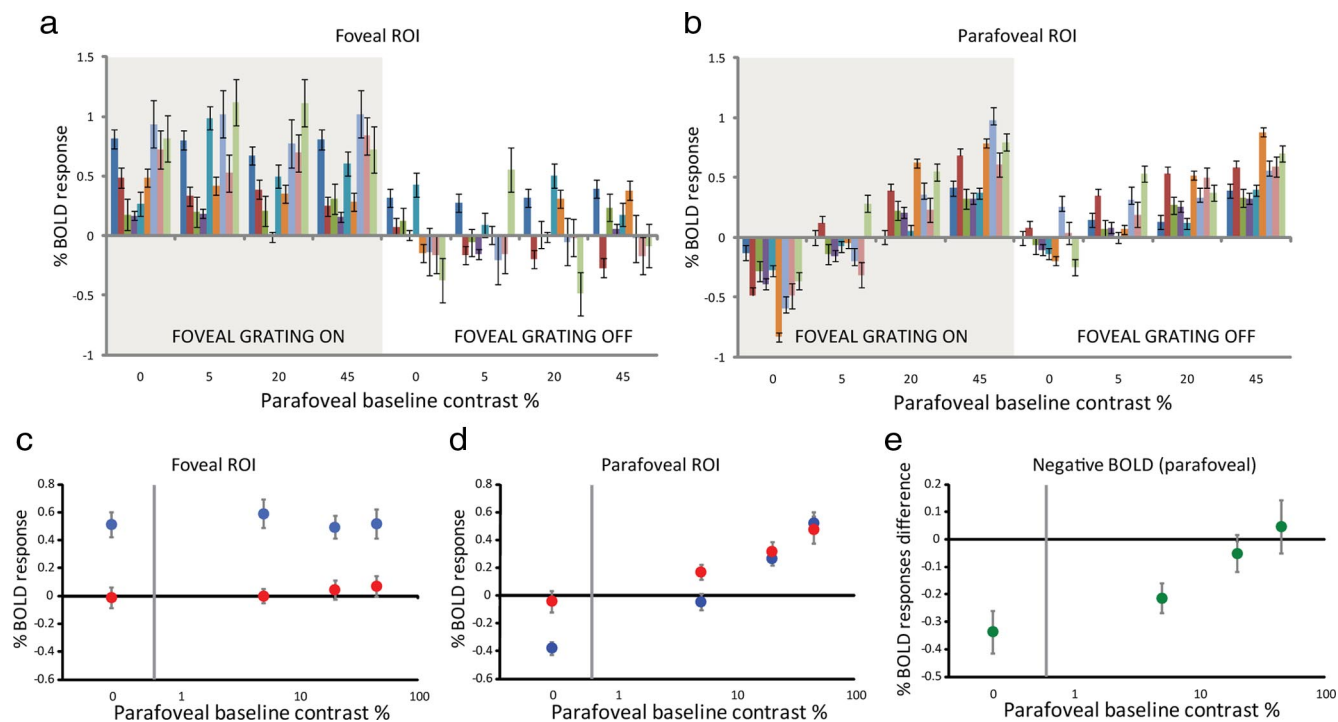 a
Foveal ROI
% BOLD response
1.5
1
0.5
0
-0.5
-1
FOVEAL GRATING ON FOVEAL GRATING OFF
0 5 20 45 0 5 20 45
Parafoveal baseline contrast %
b
Parafoveal ROI
% BOLD response
1.5
1
0.5
0
-0.5
-1
FOVEAL GRATING ON FOVEAL GRATING OFF
0 5 20 45 0 5 20 45
Parafoveal baseline contrast %
c
Foveal ROI
% BOLD response
0.8
0.6
0.4
0.2
0
-0.2
-0.4
-0.6
0 1 10 100
Parafoveal baseline contrast %
d
Parafoveal ROI
% BOLD response
0.8
0.6
0.4
0.2
0
-0.2
-0.4
-0.6
0 1 10 100
Parafoveal baseline contrast %
e
Negative BOLD (parafoveal)
% BOLD responses difference
0.2
0.1
0
-0.1
-0.2
-0.3
-0.4
-0.5
0 1 10 100
Parafoveal baseline contrast %